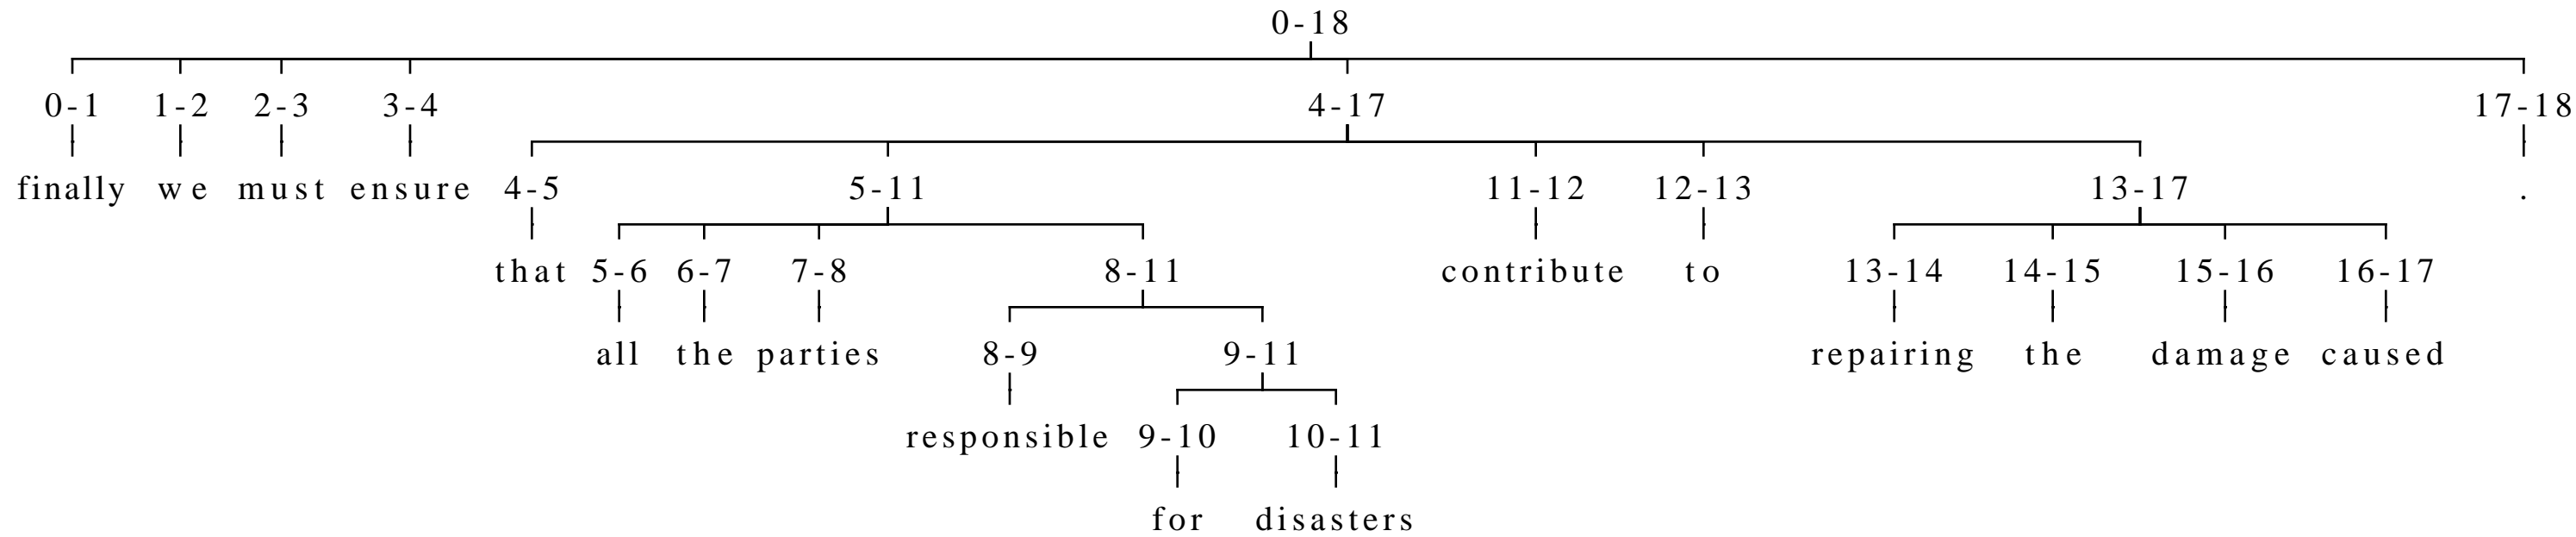 0-18
0-1 1-2 2-3 3-4 4-17 17-18
finally we must ensure 4-5 5-11 11-12 12-13 13-17 .
that 5-6 6-7 7-8 8-11 contribute to 13-14 14-15 15-16 16-17
all the parties 8-9 9-11 repairing the damage caused
responsible 9-10 10-11
for disasters